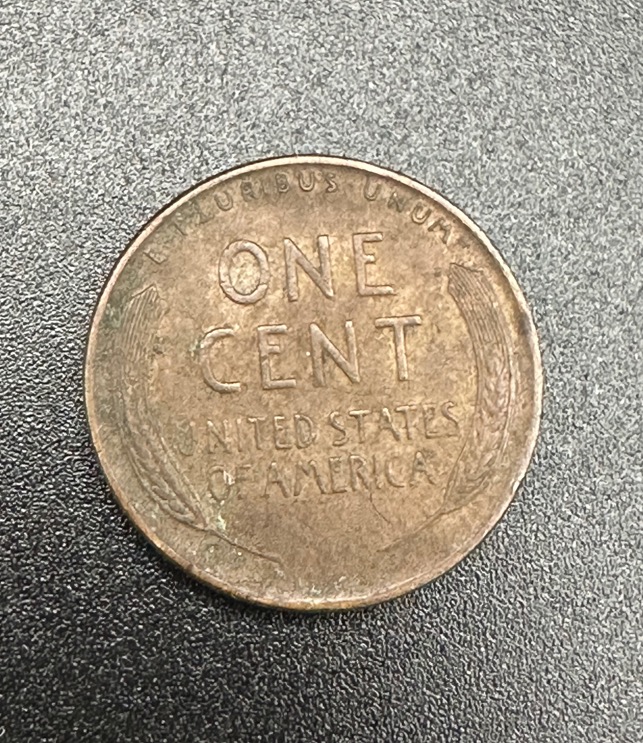 E PLURIBUS UNUM
ONE
CENT
UNITED STATES
OF AMERICA